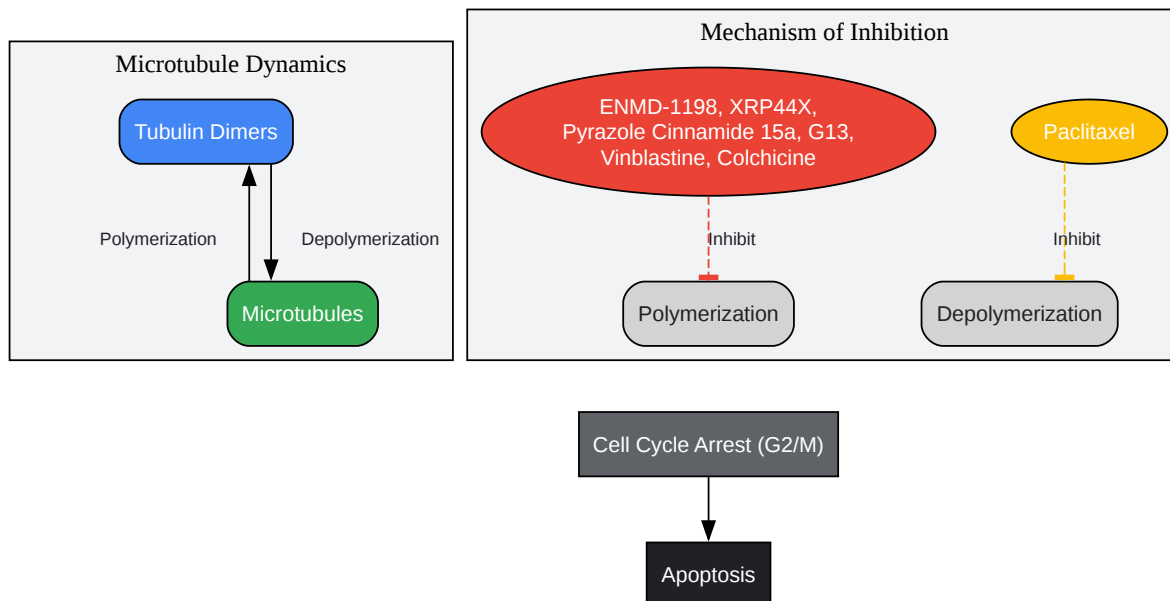 Microtubule Dynamics
Tubulin Dimers
Polymerization
Depolymerization
Microtubules
Mechanism of Inhibition
ENMD-1198, XRP44X,
Pyrazole Cinnamide 15a, G13,
Vinblastine, Colchicine
Paclitaxel
Inhibit
Inhibit
Polymerization
Depolymerization
Cell Cycle Arrest (G2/M)
Apoptosis